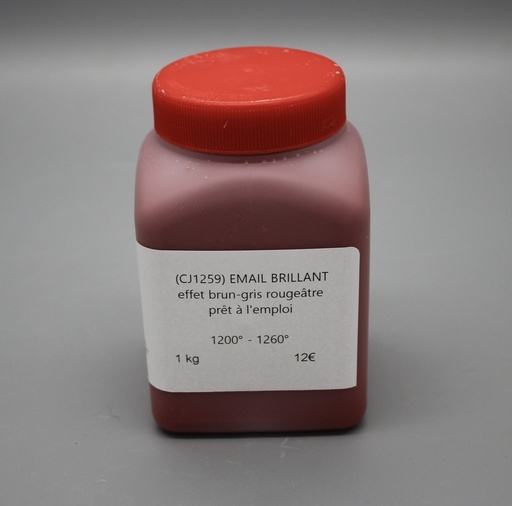 (CJ1259) EMAIL BRILLANT
effet brun-gris rougeâtre
prêt à l'emploi
1200° - 1260°
1 kg 12€